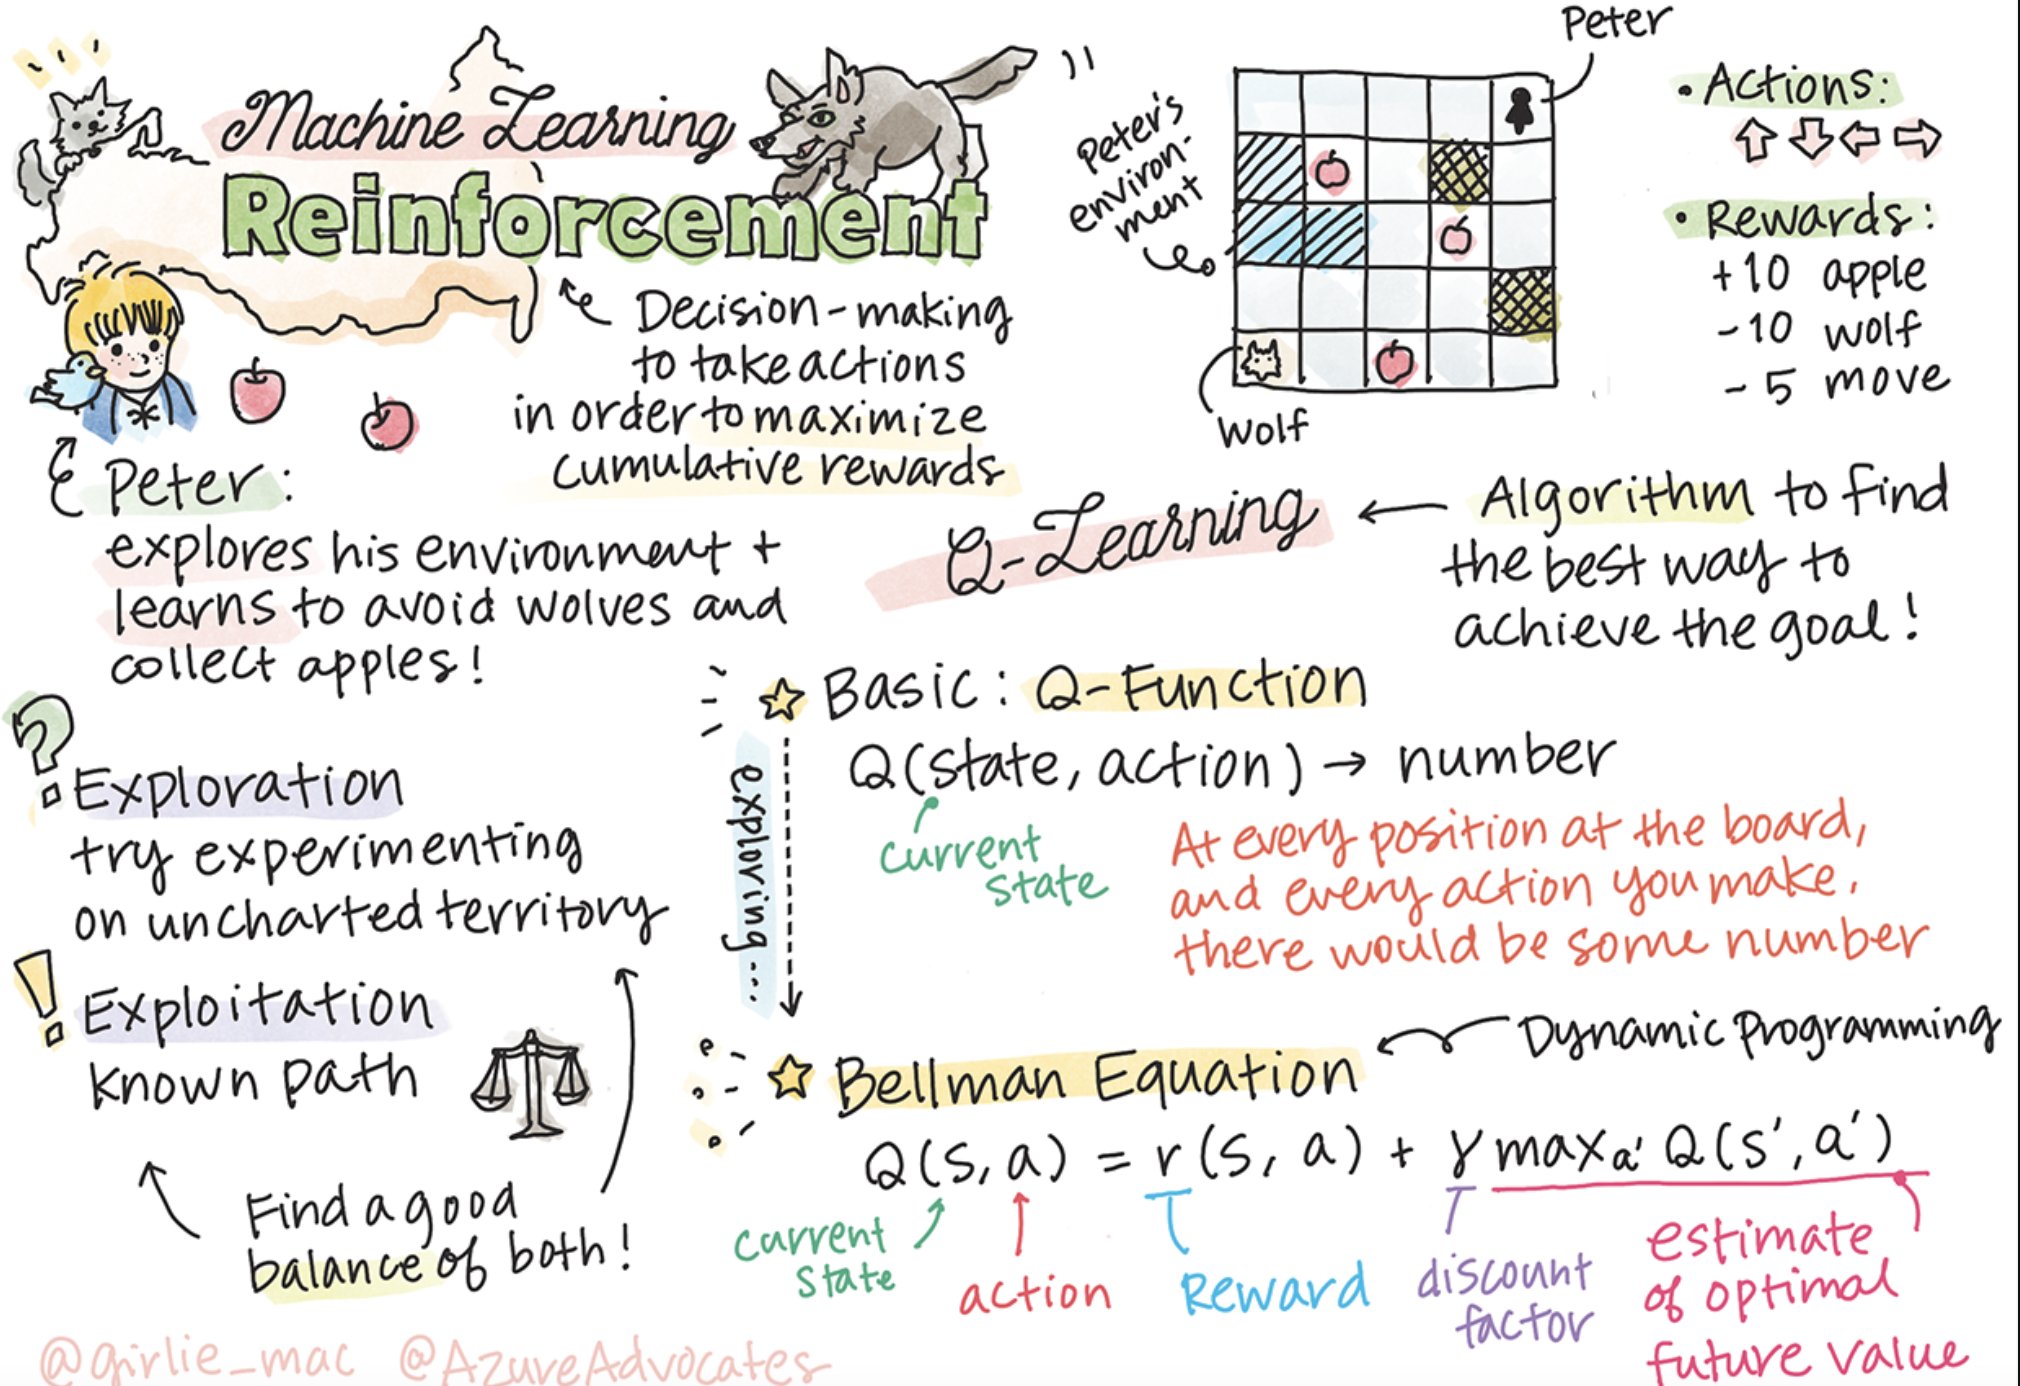 Machine Learning
Reinforcement
Decision-making
to take actions
in order to maximize
cumulative rewards
Peter:
explores his environment +
learns to avoid wolves and
collect apples!
?
Exploration
try experimenting
on uncharted territory
!
Exploitation
known path
Find a good
balance of both!
@girlie_mac @AzureAdvocates
Peter
Peter's
environ-
ment
Wolf
• Actions:
⇧ ⇩ ⇦ ⇨
• Rewards:
+10 apple
-10 wolf
-5 move
Q-Learning
← Algorithm to find
the best way to
achieve the goal!
☆ Basic: Q-Function
Q(state, action) → number
current
state
At every position at the board,
and every action you make,
there would be some number
exploring...
☆ Bellman Equation
Dynamic Programming
Q(s, a) = r(s, a) + γ maxa' Q(s', a')
current
state
action
Reward
discount
factor
estimate
of optimal
future value